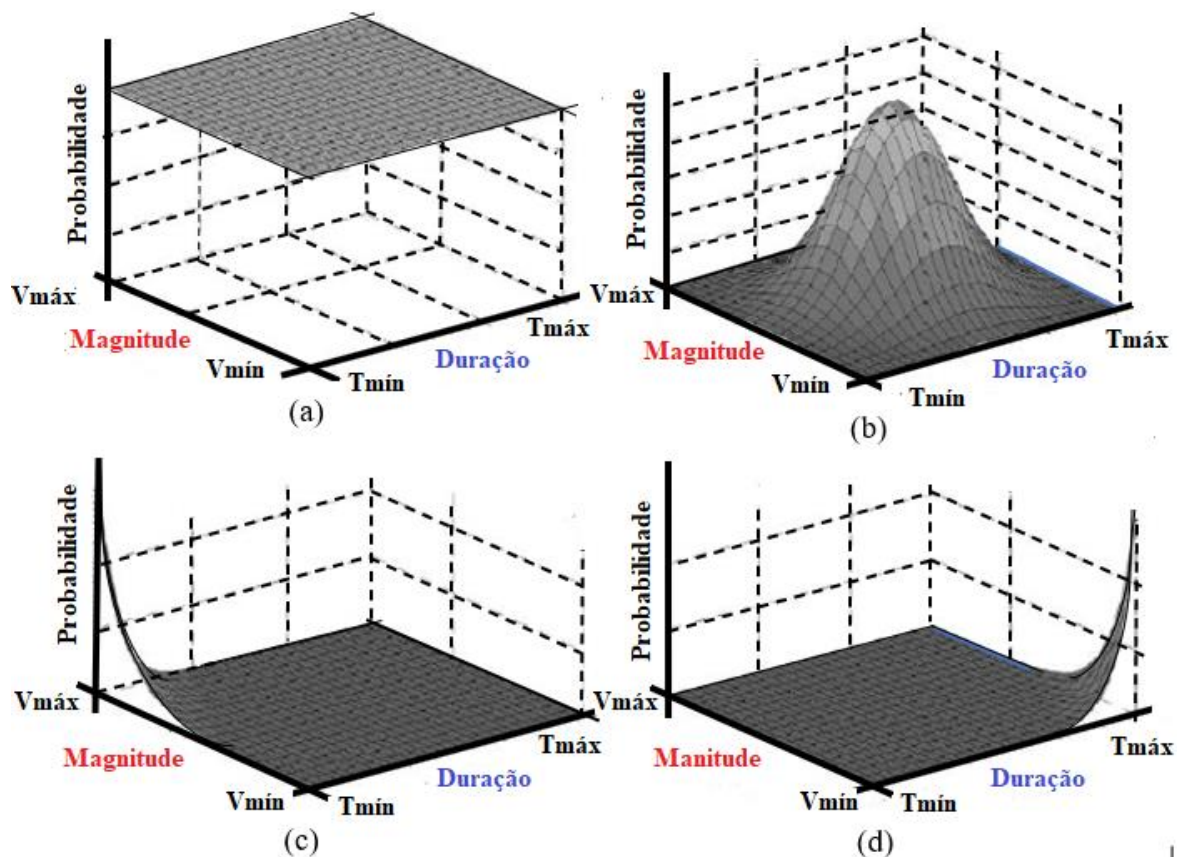 Probabilidade
Vmáx
Magnitude
Vmín
Tmín
Duração
Tmáx
(a)
Probabilidade
Vmáx
Magnitude
Vmín
Tmín
Duração
Tmáx
(b)
Probabilidade
Vmáx
Magnitude
Vmín
Tmín
Duração
Tmáx
(c)
Probabilidade
Vmáx
Manitude
Vmín
Tmín
Duração
Tmáx
(d)